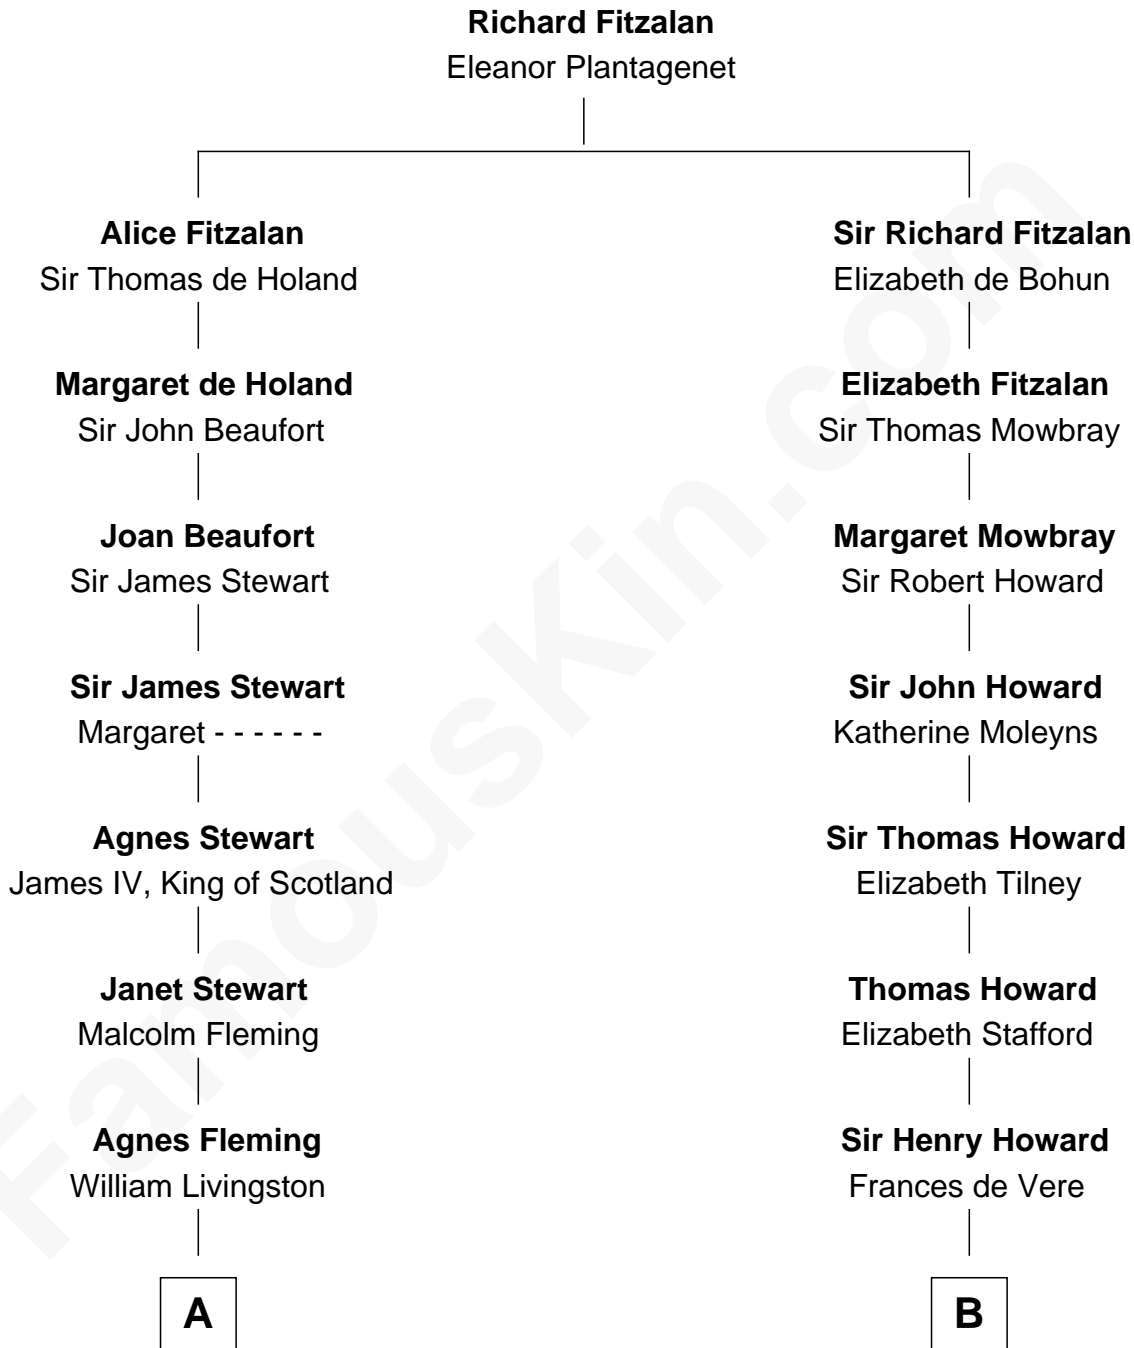 Richard Fitzalan
Eleanor Plantagenet
Alice Fitzalan
Sir Thomas de Holand
Margaret de Holand
Sir John Beaufort
Joan Beaufort
Sir James Stewart
Sir James Stewart
Margaret - - - - - -
Agnes Stewart
James IV, King of Scotland
Janet Stewart
Malcolm Fleming
Agnes Fleming
William Livingston
A
Sir Richard Fitzalan
Elizabeth de Bohun
Elizabeth Fitzalan
Sir Thomas Mowbray
Margaret Mowbray
Sir Robert Howard
Sir John Howard
Katherine Moleyns
Sir Thomas Howard
Elizabeth Tilney
Thomas Howard
Elizabeth Stafford
Sir Henry Howard
Frances de Vere
B
FamousKin.com